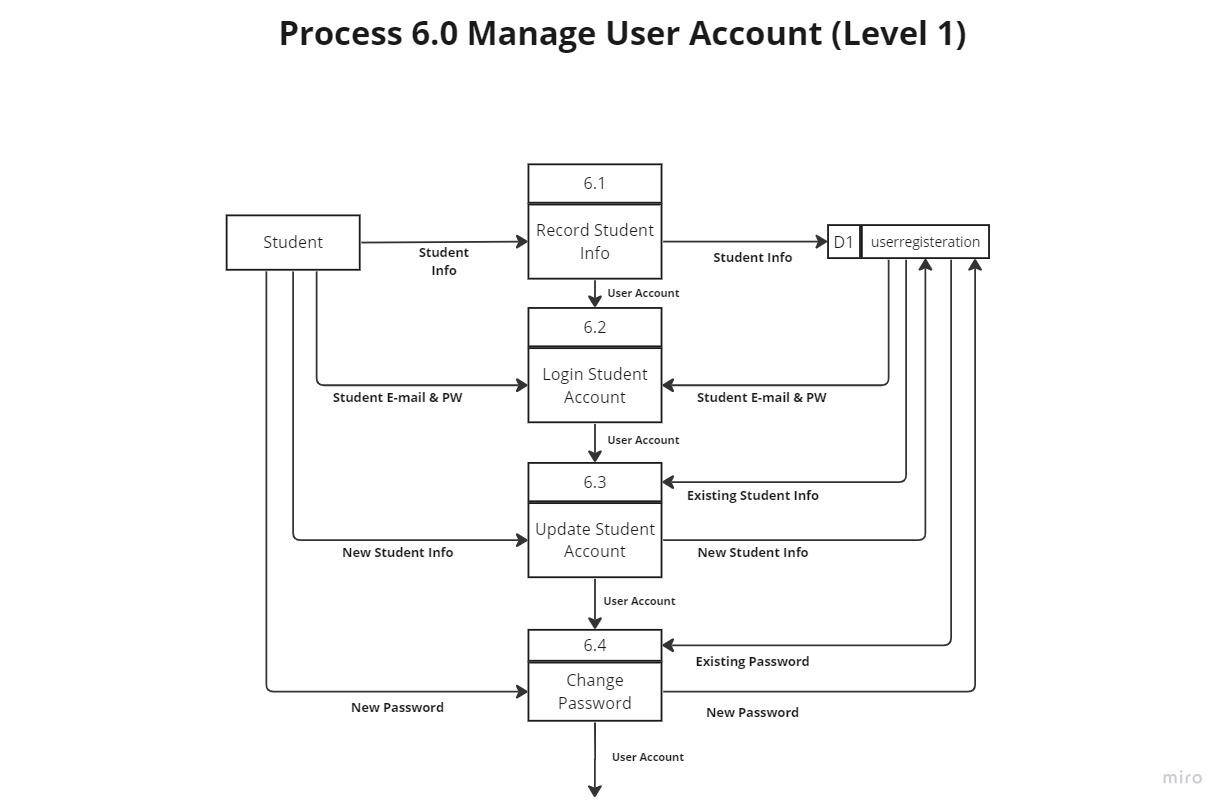 Process 6.0 Manage User Account (Level 1)
6.1
Record Student
Info
Student
Student
Info
Student Info
D1
userregisteration
User Account
6.2
Login Student
Account
Student E-mail & PW
Student E-mail & PW
User Account
6.3
Existing Student Info
Update Student
Account
New Student Info
New Student Info
User Account
6.4
Existing Password
Change
Password
New Password
New Password
User Account
miro